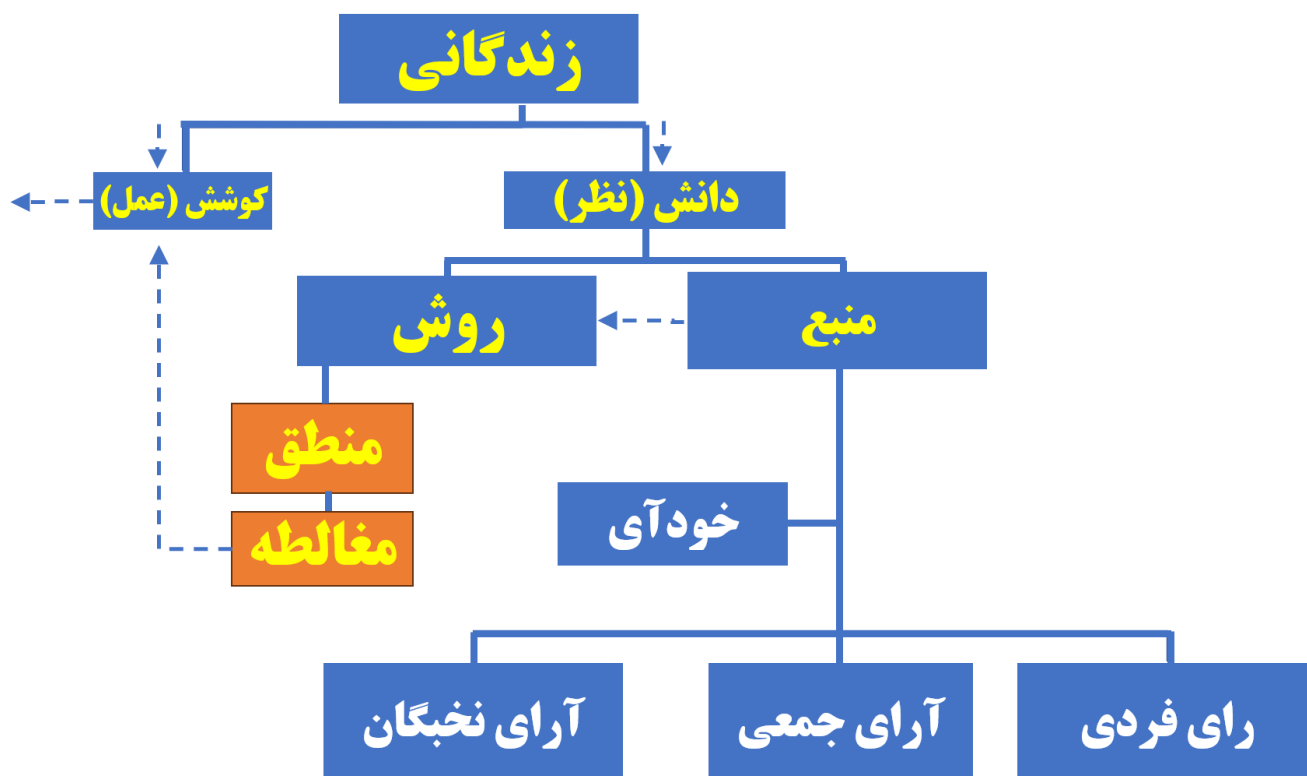 زندگانی
دانش (نظر)
کوشش (عمل)
منبع
روش
منطق
خودآی
مغالطه
رای فردی
آرای جمعی
آرای نخبگان